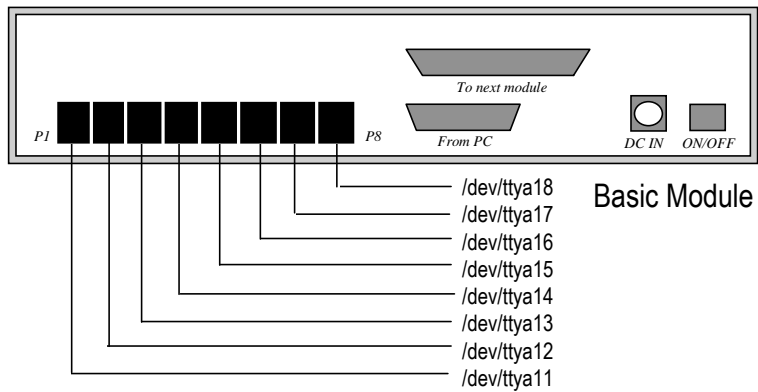 To next module
P1
P8
From PC
DC IN
ON/OFF
/dev/ttya18
Basic Module
/dev/ttya17
/dev/ttya16
/dev/ttya15
/dev/ttya14
/dev/ttya13
/dev/ttya12
/dev/ttya11